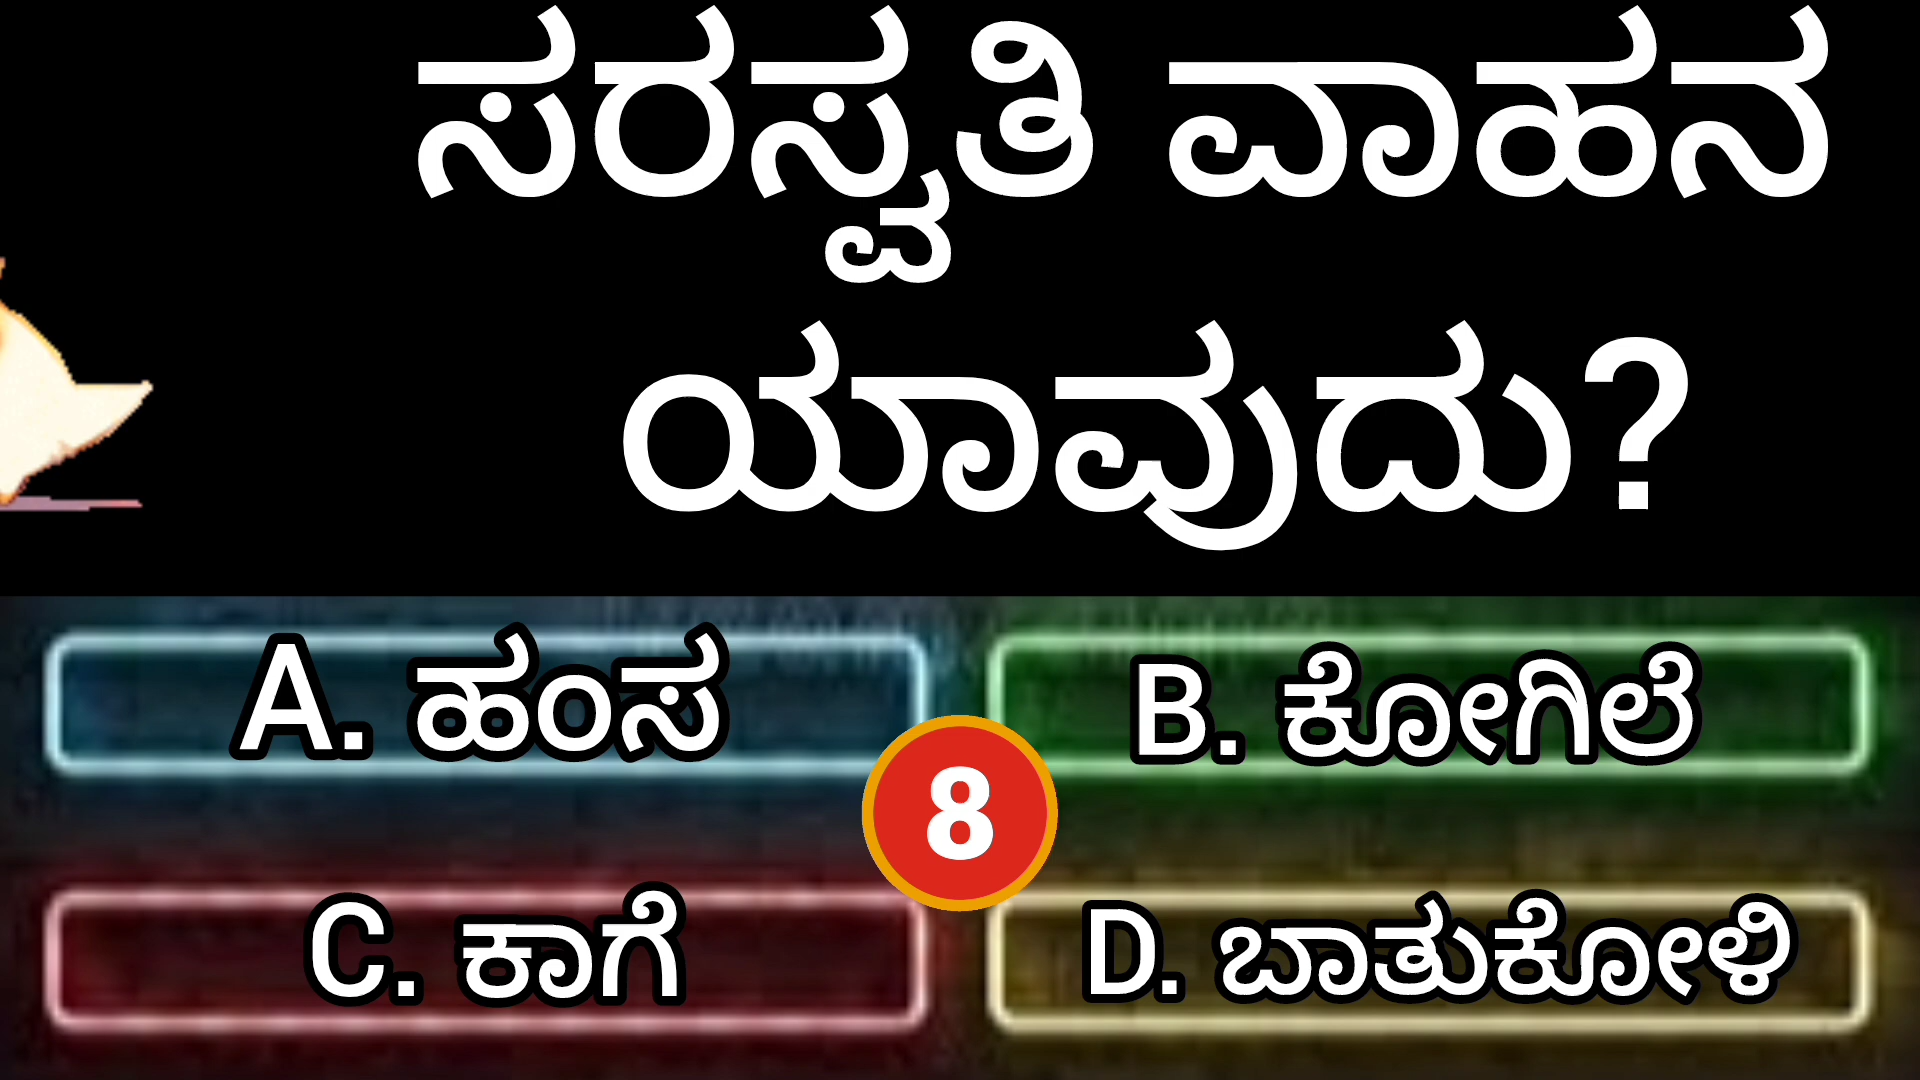 ಸರಸ್ವತಿ ವಾಹನ
ಯಾವುದು?
A. ಹಂಸ
B. ಕೋಗಿಲೆ
8
C. ಕಾಗೆ
D. ಬಾತುಕೋಳಿ